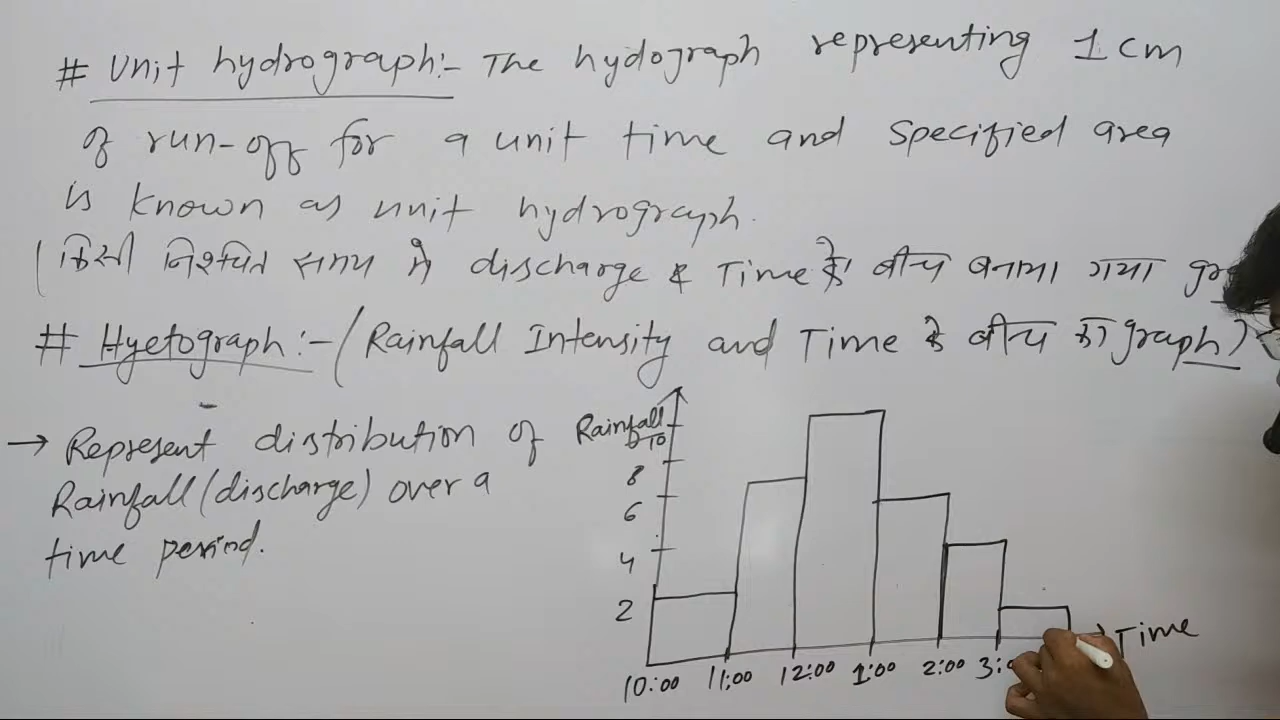 # Unit hydrograph:- The hydograph representing 1 cm
of run-off for a unit time and specified area
is known as unit hydrograph.
(किसी निश्चित समय में discharge & Time के बीच बनाया गया
# Hyetograph:- (Rainfall Intensity and Time के बीच का graph)
→ Represent distribution of
Rainfall (discharge) over a
time period.
Rainfall
10
8
6
4
2
10:00 11:00 12:00 1:00 2:00
Time